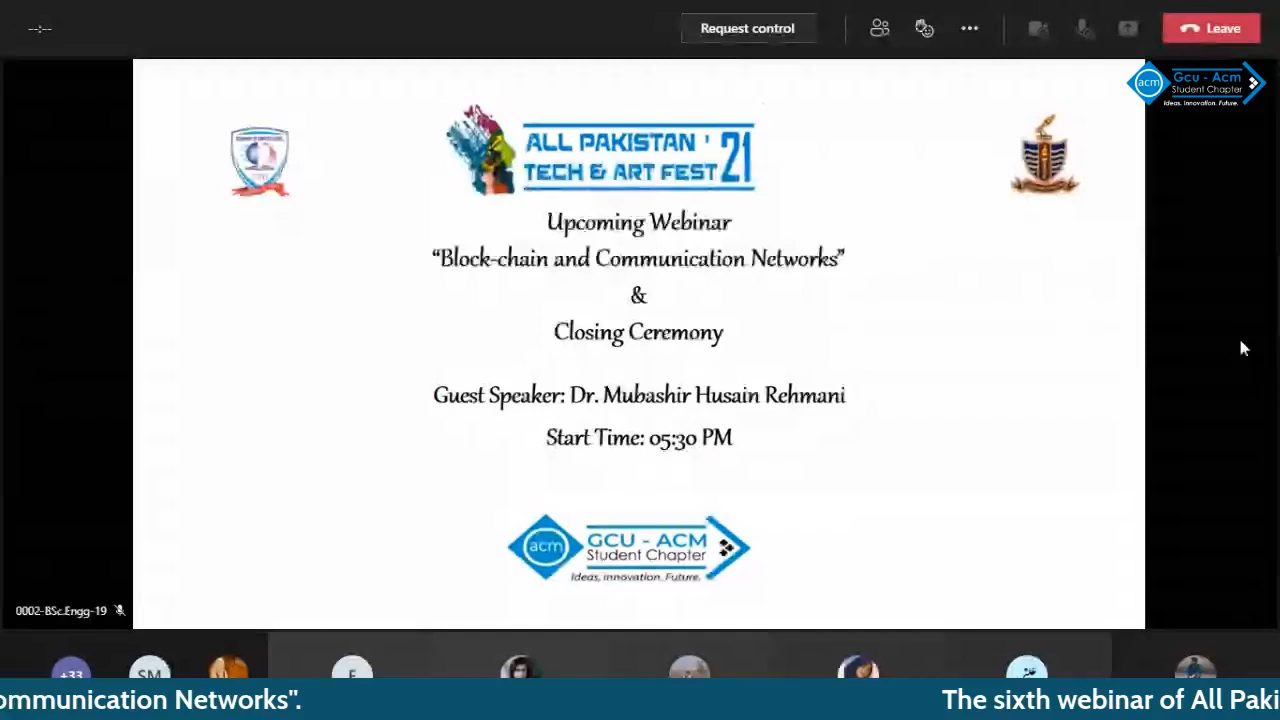 --:--
Request control
Leave
acm
Gcu - Acm
Student Chapter
Ideas. Innovation. Future.
ALL PAKISTAN '
TECH & ART FEST 21
Upcoming Webinar
“Block-chain and Communication Networks”
&
Closing Ceremony
Guest Speaker: Dr. Mubashir Husain Rehmani
Start Time: 05:30 PM
acm
GCU - ACM
Student Chapter
Ideas, Innovation. Future.
0002-BSc.Engg-19
+33
SM
ommunication Networks".
The sixth webinar of All Paki